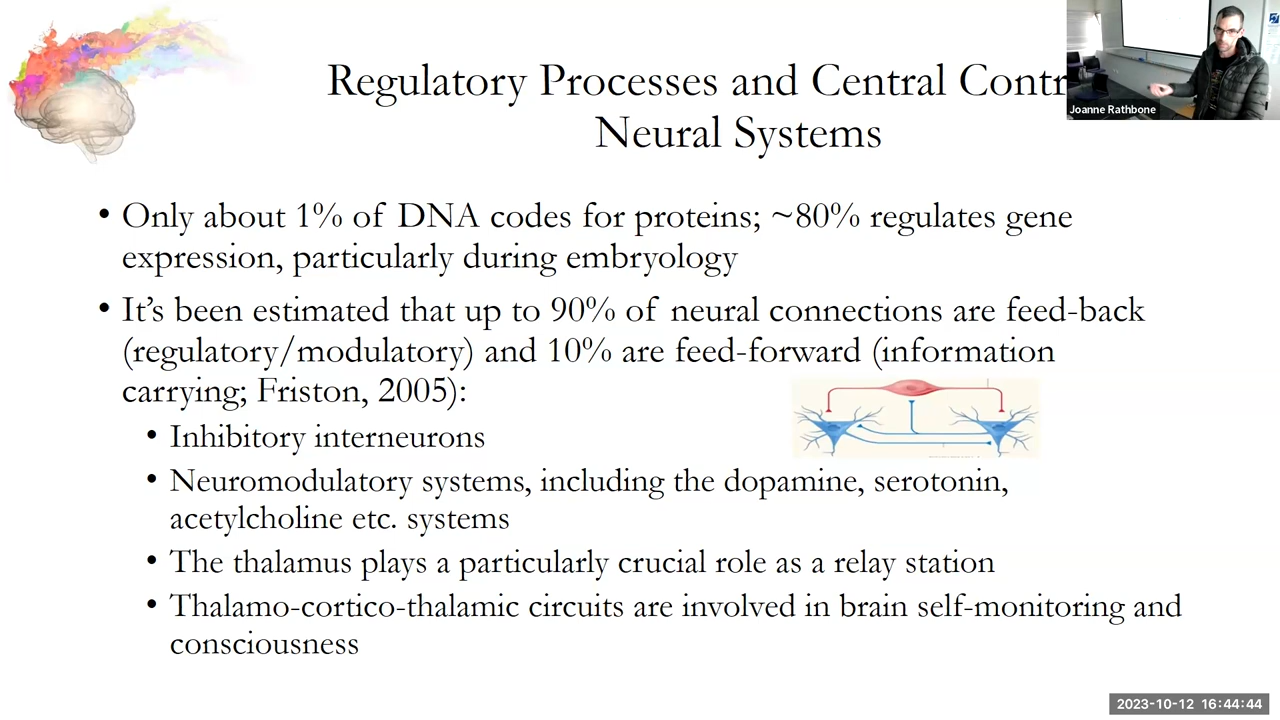 Regulatory Processes and Central Contr
Neural Systems
Joanne Rathbone
• Only about 1% of DNA codes for proteins; ~80% regulates gene
expression, particularly during embryology
• It’s been estimated that up to 90% of neural connections are feed-back
(regulatory/modulatory) and 10% are feed-forward (information
carrying; Friston, 2005):
• Inhibitory interneurons
• Neuromodulatory systems, including the dopamine, serotonin,
acetylcholine etc. systems
• The thalamus plays a particularly crucial role as a relay station
• Thalamo-cortico-thalamic circuits are involved in brain self-monitoring and
consciousness
2023-10-12 16:44:44